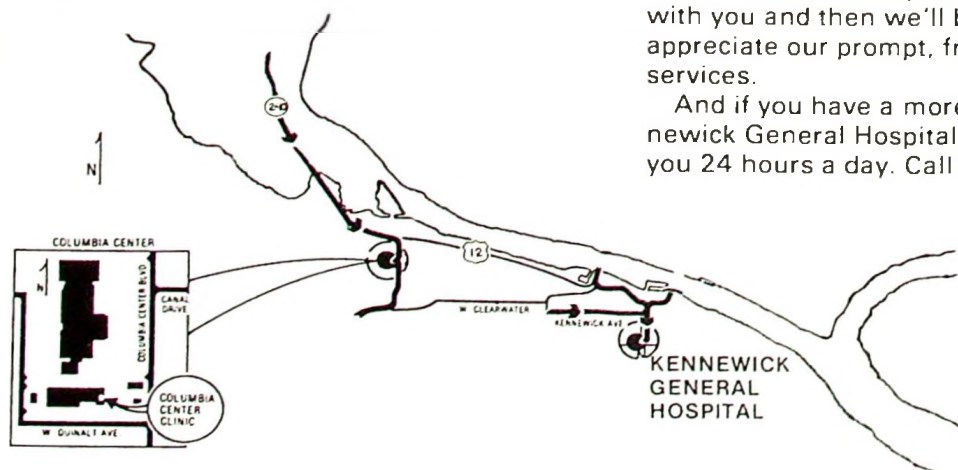 with you and then we'll
appreciate our prompt,
services.
And if you have a more
newick General Hospital
you 24 hours a day. Call
240
N
12
COLUMBIA CENTER
N
COLUMBIA CENTER BLVD.
CANAL
DRIVE
W. CLEARWATER
KENNEWICK AVE.
KENNEWICK
GENERAL
HOSPITAL
COLUMBIA
CENTER
CLINIC
W. QUINALT AVE.